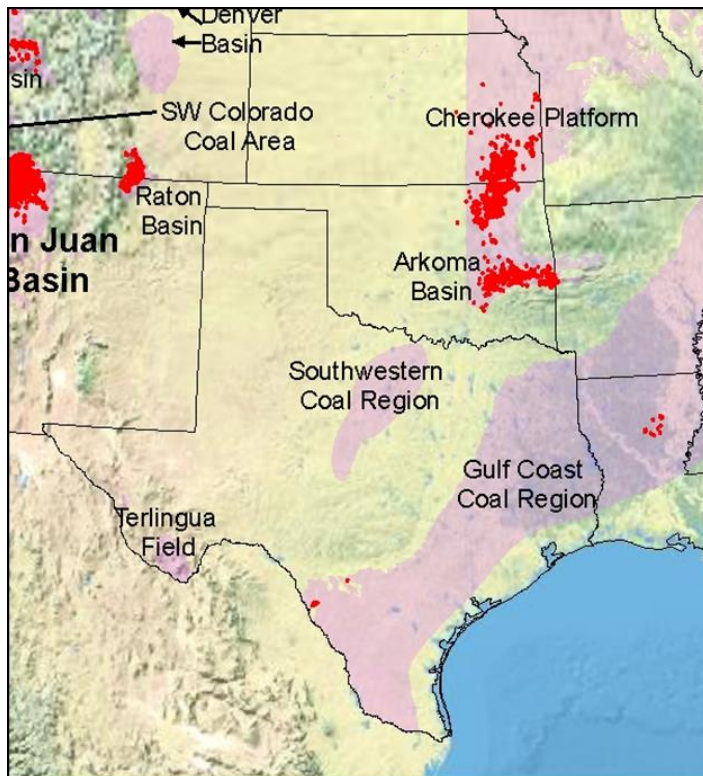 Denver
Basin
sin
SW Colorado
Coal Area
Cherokee Platform
Raton
Basin
n Juan
Basin
Arkoma
Basin
Southwestern
Coal Region
Gulf Coast
Coal Region
Terlingua
Field